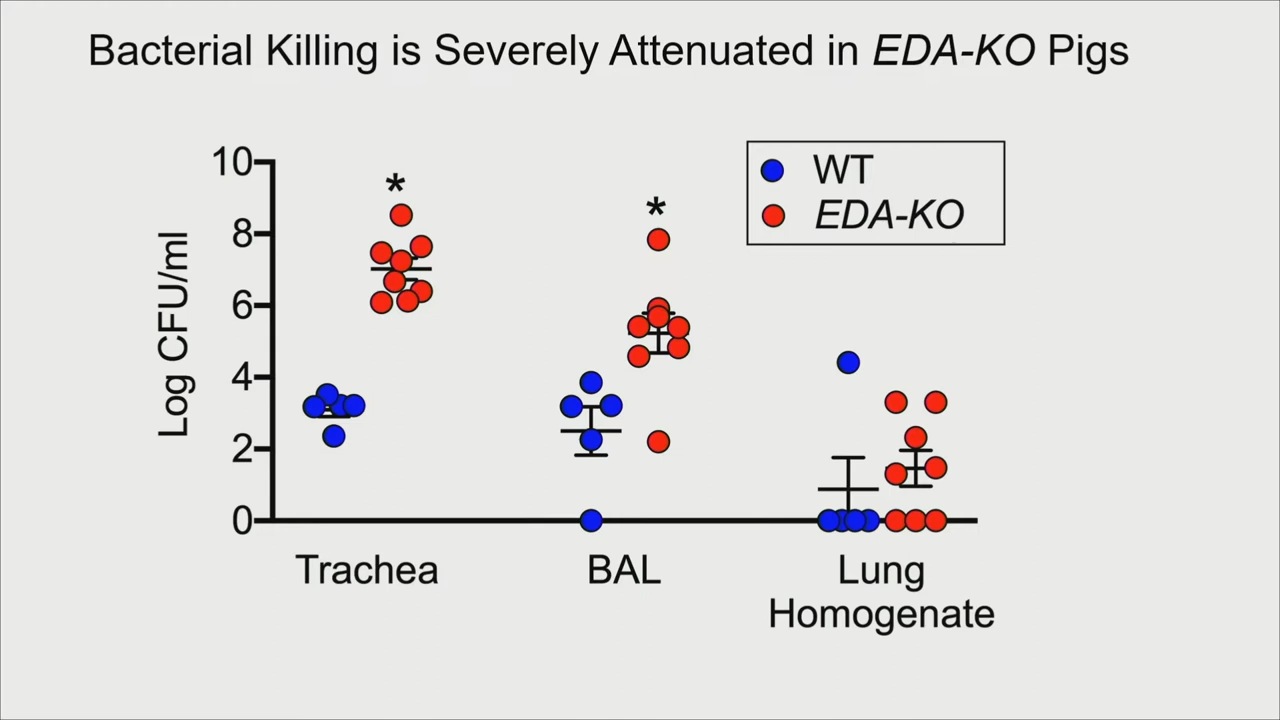 Bacterial Killing is Severely Attenuated in EDA-KO Pigs
WT
EDA-KO
Log CFU/ml
10
8
6
4
2
0
*
*
Trachea
BAL
Lung
Homogenate